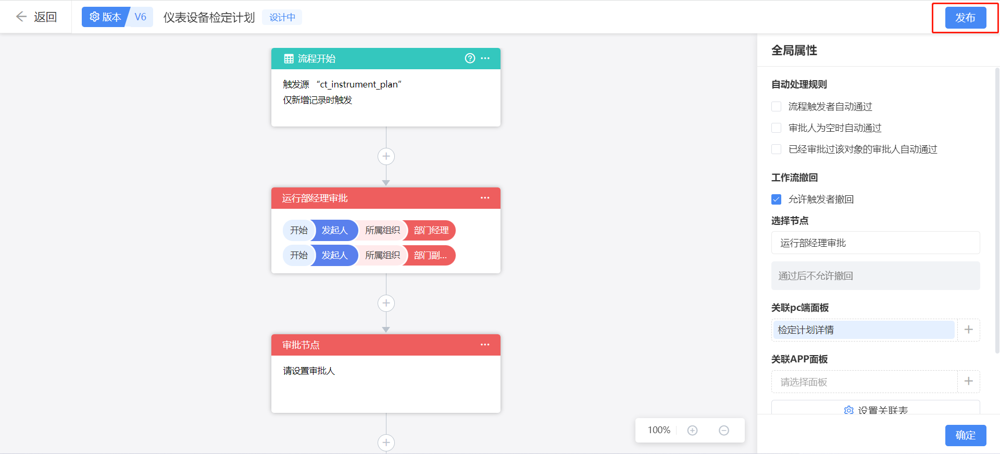 返回
版本 V6
仪表设备检定计划
设计中
发布
流程开始
触发源 “ct_instrument_plan”
仅新增记录时触发
运行部经理审批
开始 发起人 所属组织 部门经理
开始 发起人 所属组织 部门副...
审批节点
请设置审批人
100%
全局属性
自动处理规则
流程触发者自动通过
审批人为空时自动通过
已经审批过该对象的审批人自动通过
工作流撤回
允许触发者撤回
选择节点
运行部经理审批
通过后不允许撤回
关联pc端面板
检定计划详情
关联APP面板
请选择面板
设置关联表
确定